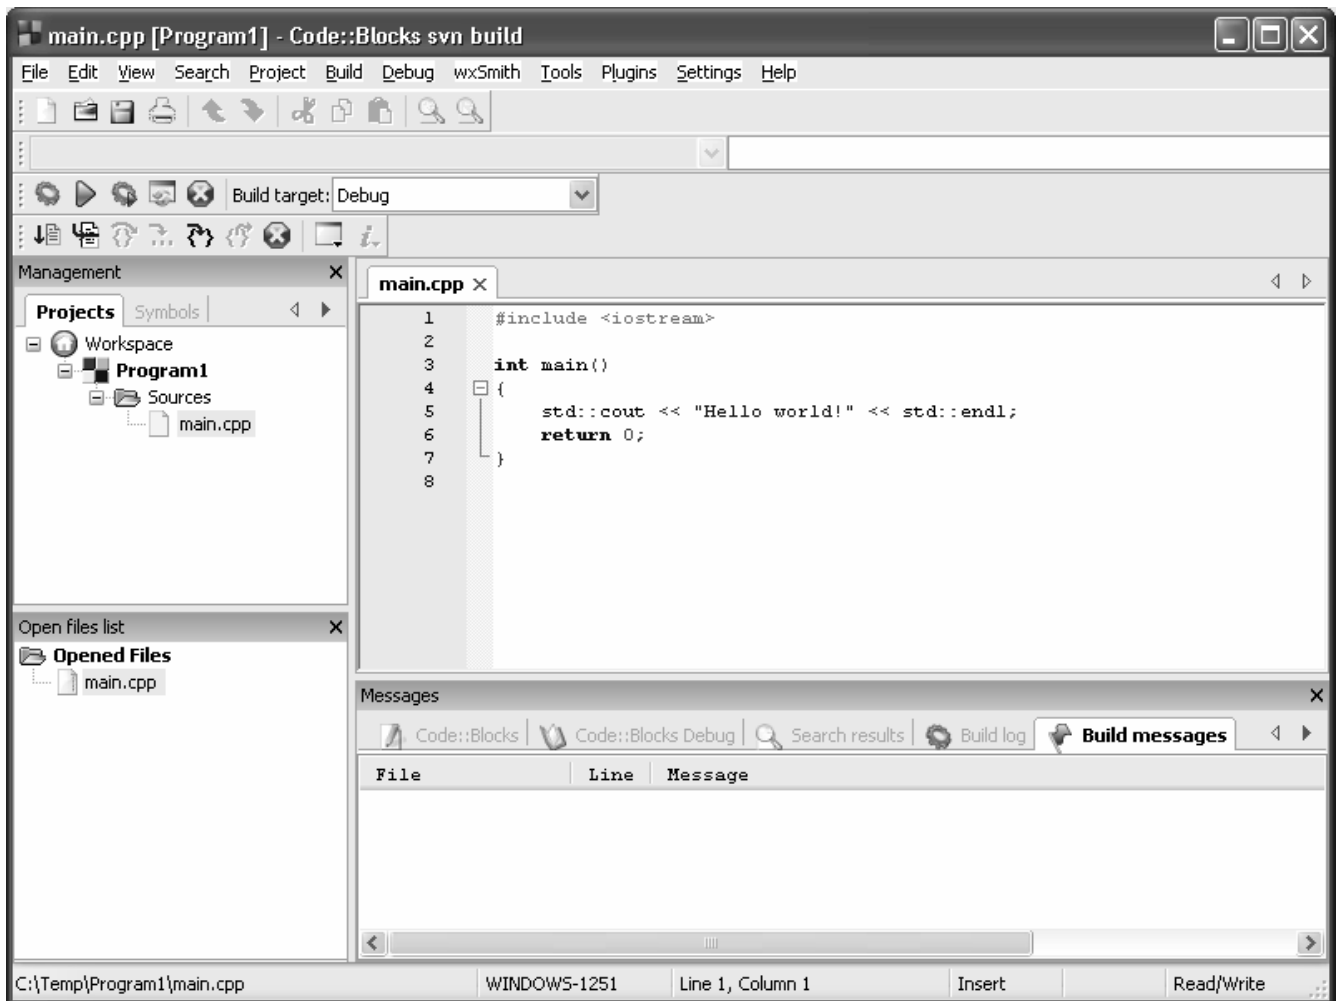 main.cpp [Program1] - Code::Blocks svn build
File Edit View Search Project Build Debug wxSmith Tools Plugins Settings Help
Build target: Debug
Management
Projects Symbols
Workspace
Program1
Sources
main.cpp
Open files list
Opened Files
main.cpp
main.cpp
1 #include <iostream>
2
3 int main()
4 {
5 std::cout << "Hello world!" << std::endl;
6 return 0;
7 }
8
Messages
Code::Blocks Code::Blocks Debug Search results Build log Build messages
File Line Message
C:\Temp\Program1\main.cpp WINDOWS-1251 Line 1, Column 1 Insert Read/Write